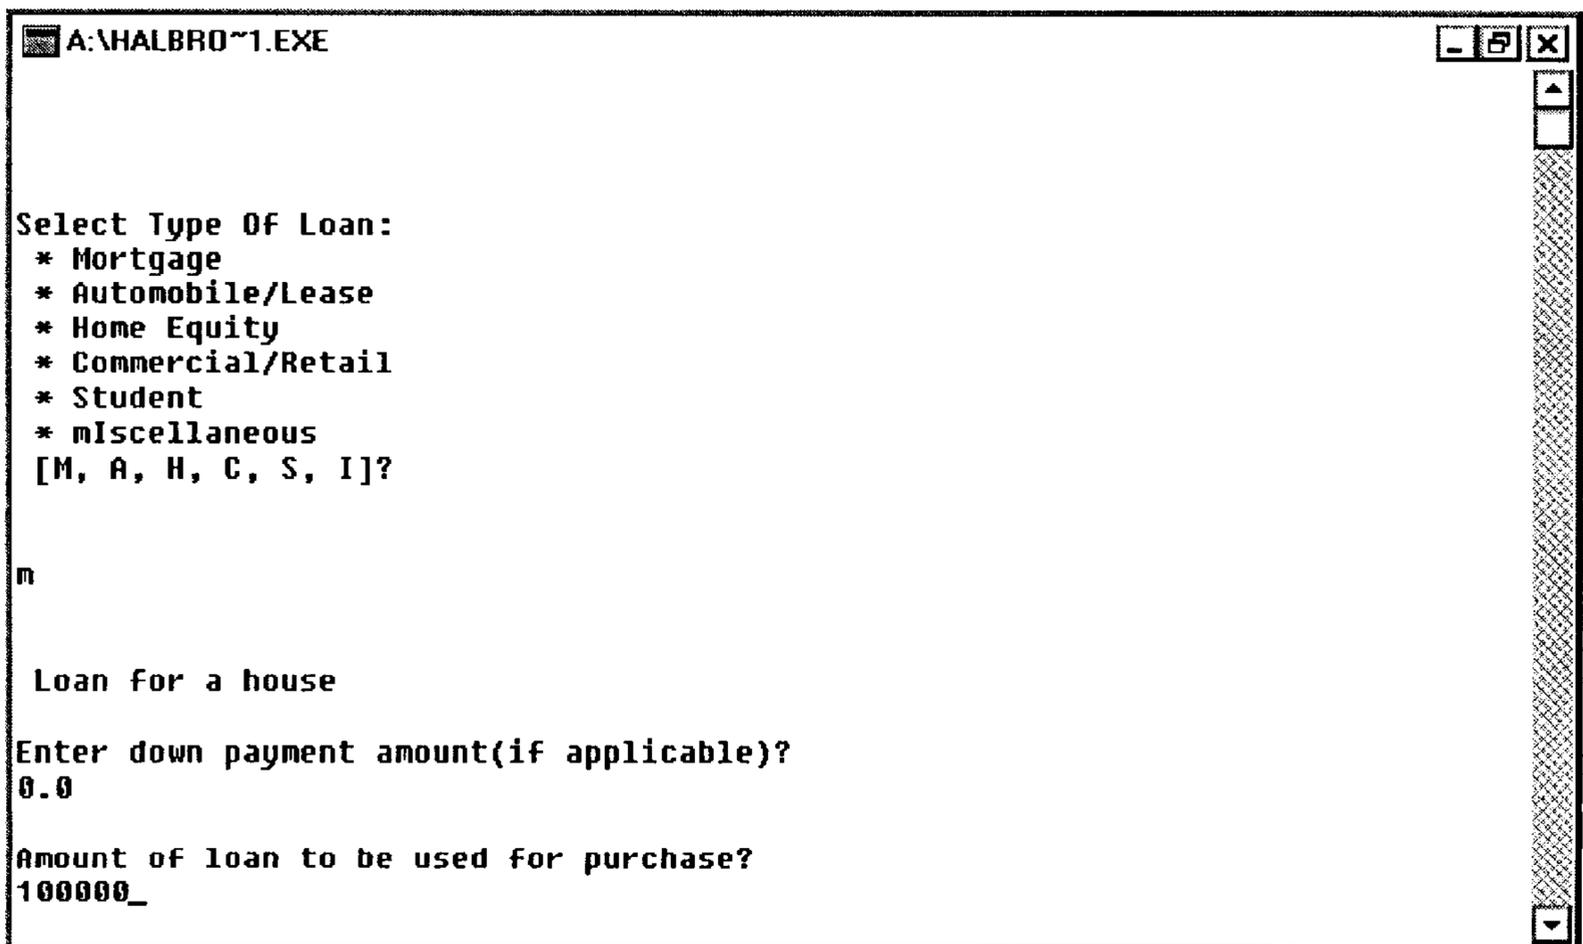 A:\HALBRO~1.EXE
Select Type Of Loan:
* Mortgage
* Automobile/Lease
* Home Equity
* Commercial/Retail
* Student
* mIscellaneous
[M, A, H, C, S, I]?
m
Loan for a house
Enter down payment amount(if applicable)?
0.0
Amount of loan to be used for purchase?
100000_